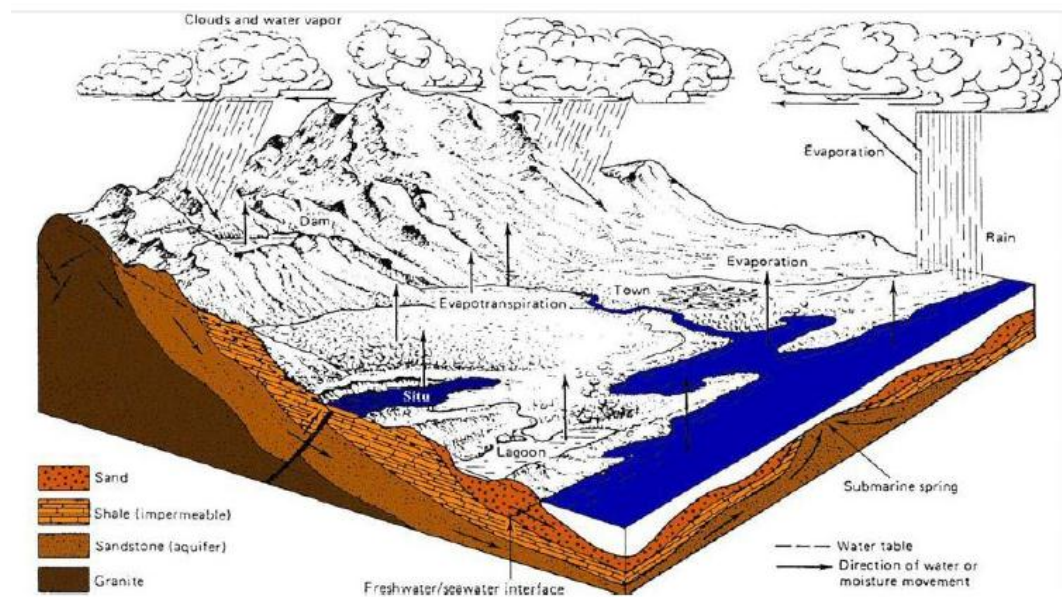 Clouds and water vapor
Evaporation
Rain
Dam
Evaporation
Town
Evapotranspiration
Situ
Lagoon
Submarine spring
Sand
Shale (impermeable)
Sandstone (aquifer)
Granite
Freshwater/seawater interface
Water table
Direction of water or
moisture movement